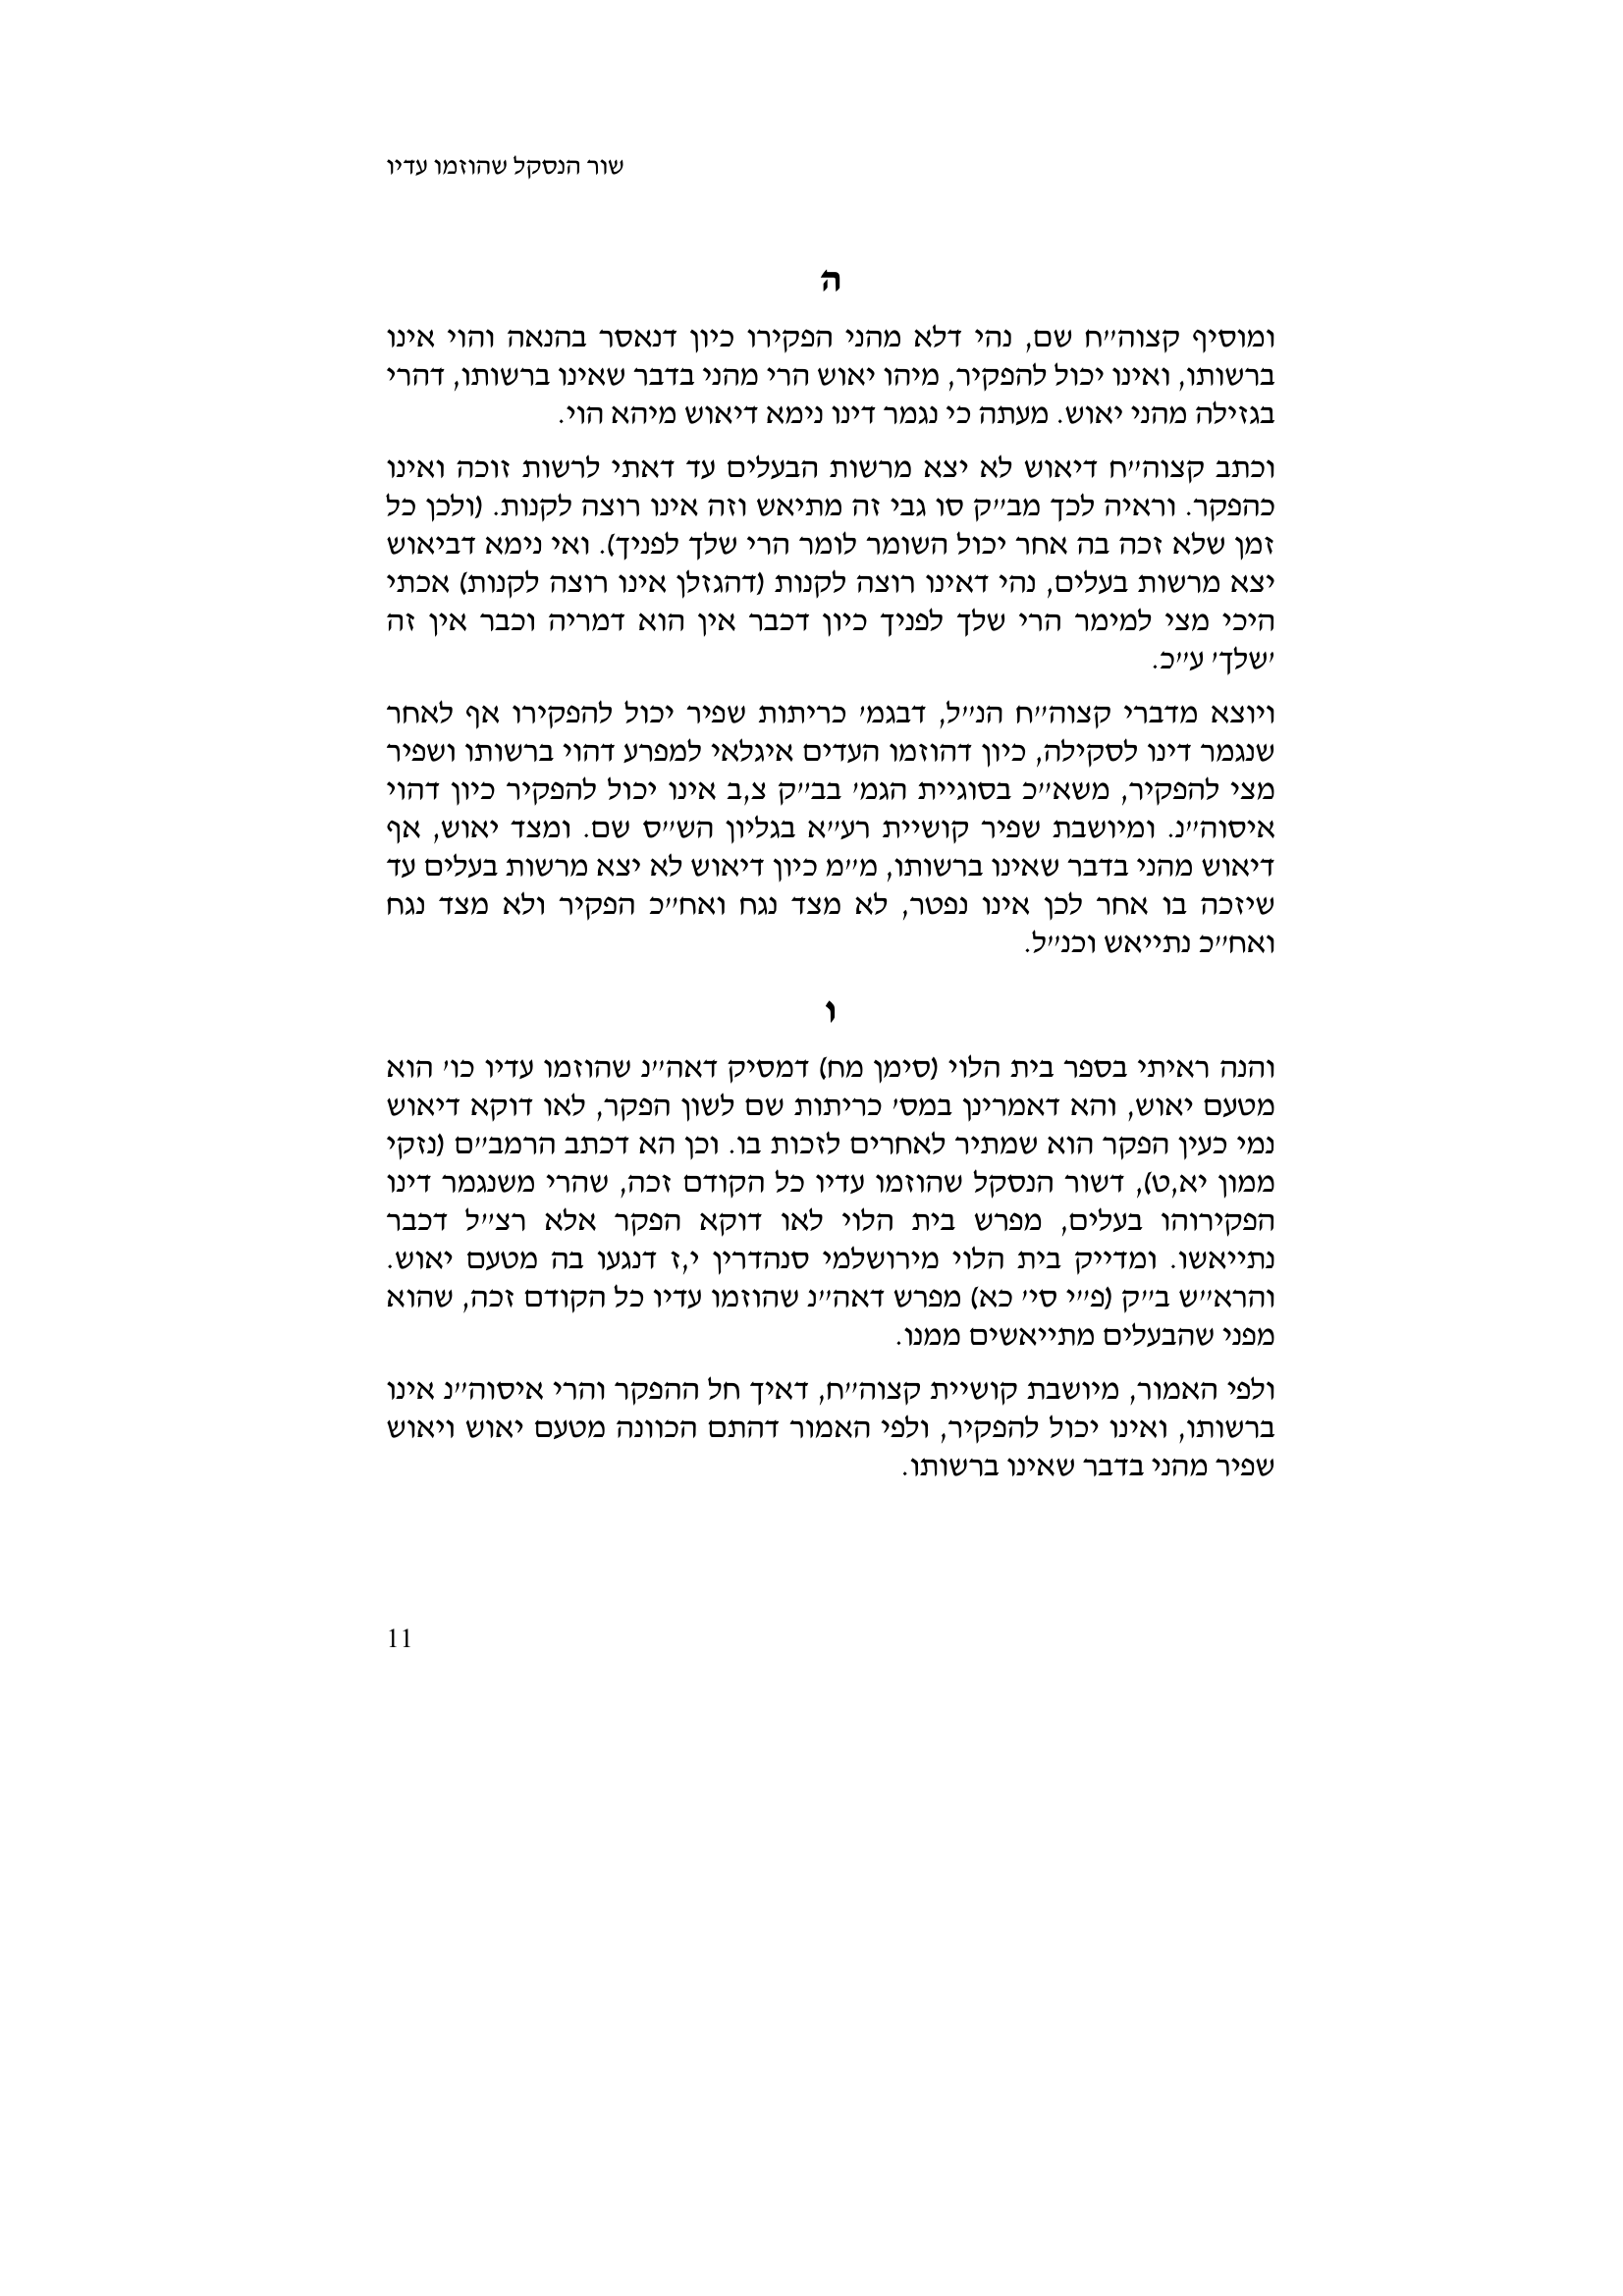 שור הנסקל שהוזמו עדיו
ה
ומוסיף קצוה״ח שם, נהי דלא מהני הפקירו כיון דנאסר בהנאה והוי אינו
ברשותו, ואינו יכול להפקיר, מיהו יאוש הרי מהני בדבר שאינו ברשותו, דהרי
בגזילה מהני יאוש. מעתה כי נגמר דינו נימא דיאוש מיהא הוי.
וכתב קצוה״ח דיאוש לא יצא מרשות הבעלים עד דאתי לרשות זוכה ואינו
כהפקר. וראיה לכך מב״ק סו גבי זה מתיאש וזה אינו רוצה לקנות. (ולכן כל
זמן שלא זכה בה אחר יכול השומר לומר הרי שלך לפניך). ואי נימא דביאוש
יצא מרשות בעלים, נהי דאינו רוצה לקנות (דהגזלן אינו רוצה לקנות) אכתי
היכי מצי למימר הרי שלך לפניך כיון דכבר אין הוא דמריה וכבר אין זה
׳שלך׳ ע״כ.
ויוצא מדברי קצוה״ח הנ״ל, דבגמ׳ כריתות שפיר יכול להפקירו אף לאחר
שנגמר דינו לסקילה, כיון דהוזמו העדים איגלאי למפרע דהוי ברשותו ושפיר
מצי להפקיר, משא״כ בסוגיית הגמ׳ בב״ק צ,ב אינו יכול להפקיר כיון דהוי
איסוה״נ. ומיושבת שפיר קושיית רע״א בגליון הש״ס שם. ומצד יאוש, אף
דיאוש מהני בדבר שאינו ברשותו, מ״מ כיון דיאוש לא יצא מרשות בעלים עד
שיזכה בו אחר לכן אינו נפטר, לא מצד נגח ואח״כ הפקיר ולא מצד נגח
ואח״כ נתייאש וכנ״ל.
ו
והנה ראיתי בספר בית הלוי (סימן מח) דמסיק דאה״נ שהוזמו עדיו כו׳ הוא
מטעם יאוש, והא דאמרינן במס׳ כריתות שם לשון הפקר, לאו דוקא דיאוש
נמי כעין הפקר הוא שמתיר לאחרים לזכות בו. וכן הא דכתב הרמב״ם (נזקי
ממון יא,ט), דשור הנסקל שהוזמו עדיו כל הקודם זכה, שהרי משנגמר דינו
הפקירוהו בעלים, מפרש בית הלוי לאו דוקא הפקר אלא רצ״ל דכבר
נתייאשו. ומדייק בית הלוי מירושלמי סנהדרין י,ז דנגעו בה מטעם יאוש.
והרא״ש ב״ק (פ״י סי׳ כא) מפרש דאה״נ שהוזמו עדיו כל הקודם זכה, שהוא
מפני שהבעלים מתייאשים ממנו.
ולפי האמור, מיושבת קושיית קצוה״ח, דאיך חל ההפקר והרי איסוה״נ אינו
ברשותו, ואינו יכול להפקיר, ולפי האמור דהתם הכוונה מטעם יאוש ויאוש
שפיר מהני בדבר שאינו ברשותו.
11